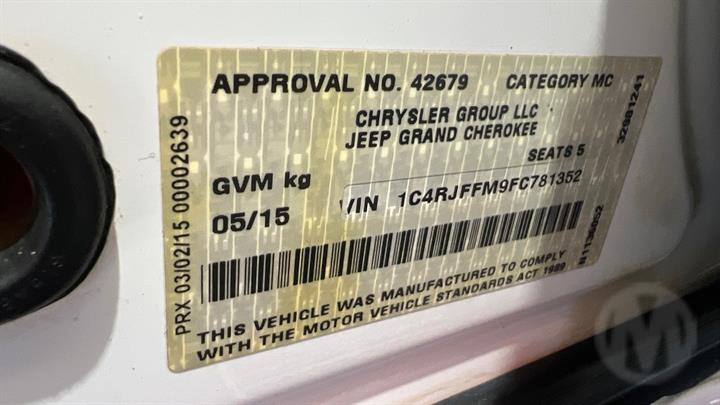 APPROVAL NO. 42679 CATEGORY MC
CHRYSLER GROUP LLC
JEEP GRAND CHEROKEE
SEATS 5
GVM kg
05/15 VIN 1C4RJFFM9FC781352
THIS VEHICLE WAS MANUFACTURED TO COMPLY
WITH THE MOTOR VEHICLE STANDARDS ACT 1989
PRX 03/02/15 00002639
32981241
M